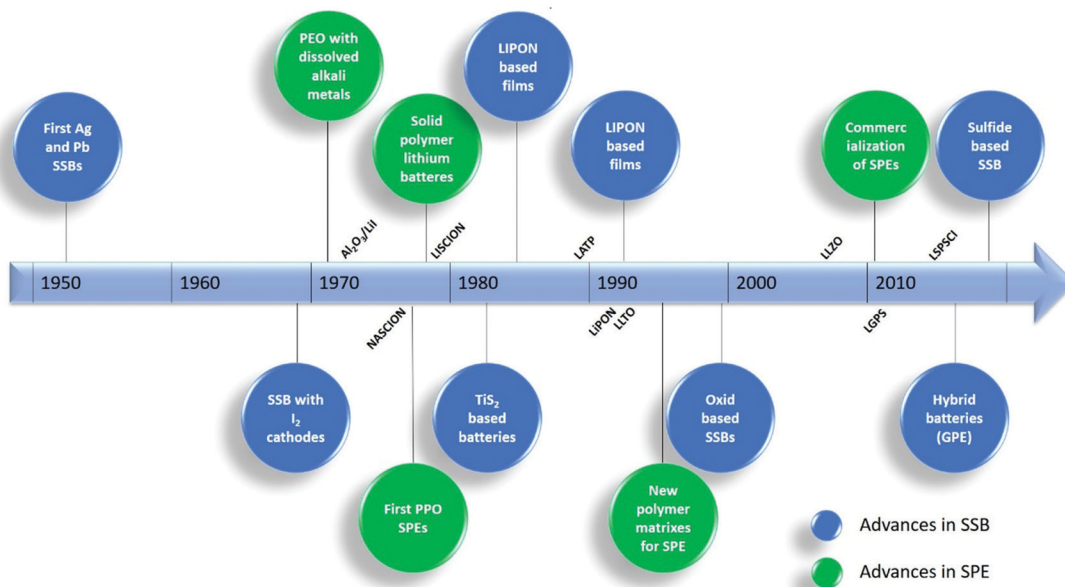 PEO with
dissolved
alkali
metals
LIPON
based
films
First Ag
and Pb
SSBs
Solid
polymer
lithium
batteres
LIPON
based
films
Commerc
ialization
of SPEs
Sulfide
based
SSB
Al₂O₃/LiI
LISCION
LATP
LLZO
LSPSCl
1950
1960
1970
1980
1990
2000
2010
NASCION
LiPON
LLTO
LGPS
SSB with
I₂
cathodes
TiS₂
based
batteries
Oxid
based
SSBs
Hybrid
batteries
(GPE)
First PPO
SPEs
New
polymer
matrixes
for SPE
Advances in SSB
Advances in SPE